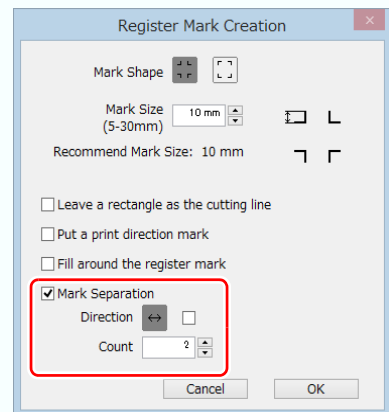 Register Mark Creation
Mark Shape
Mark Size
(5-30mm)
10 mm
Recommend Mark Size: 10 mm
Leave a rectangle as the cutting line
Put a print direction mark
Fill around the register mark
Mark Separation
Direction
Count
2
Cancel
OK